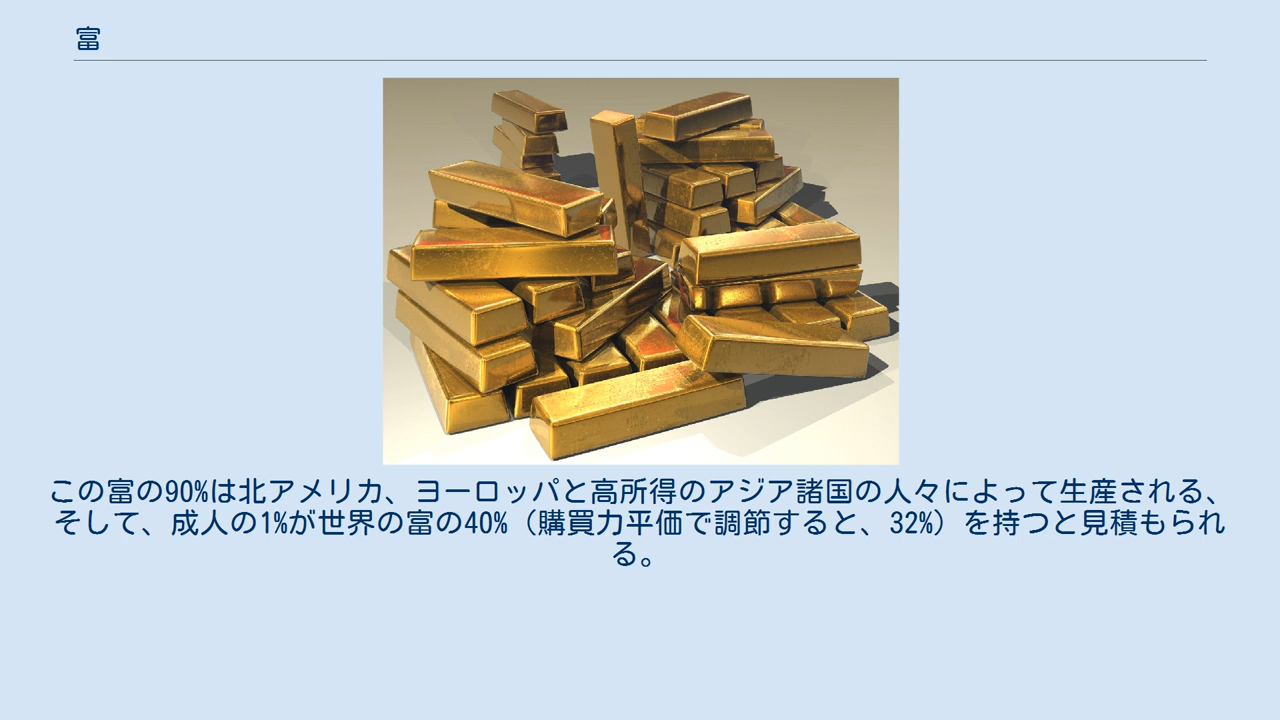 富
この富の90%は北アメリカ、ヨーロッパと高所得のアジア諸国の人々によって生産される、
そして、成人の1%が世界の富の40%（購買力平価で調節すると、32%）を持つと見積もられ
る。